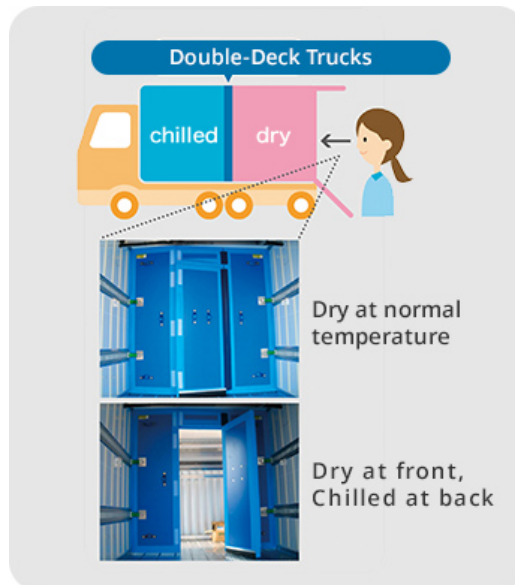 Double-Deck Trucks
chilled
dry
Dry at normal
temperature
Dry at front,
Chilled at back